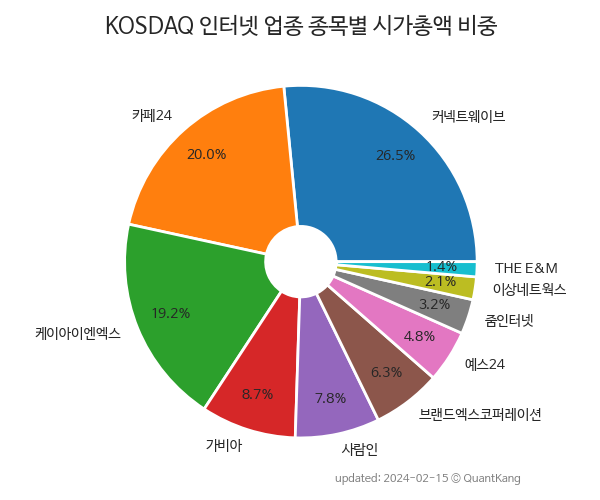 KOSDAQ 인터넷 업종 종목별 시가총액 비중
커넥트웨이브
26.5%
카페24
20.0%
케이아이엔엑스
19.2%
가비아
8.7%
사람인
7.8%
브랜드엑스코퍼레이션
6.3%
예스24
4.8%
줌인터넷
3.2%
이상네트웍스
2.1%
THE E&M
1.4%
updated: 2024-02-15 © QuantKang